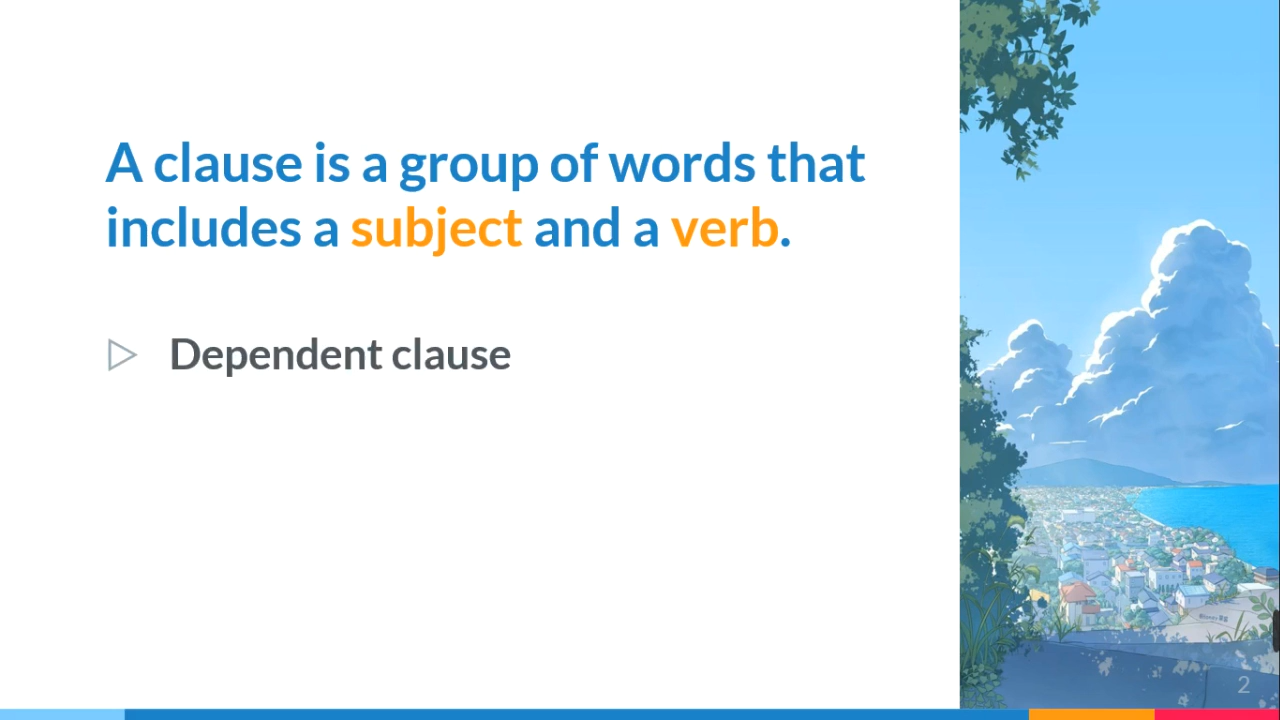 A clause is a group of words that
includes a subject and a verb.
Dependent clause
2